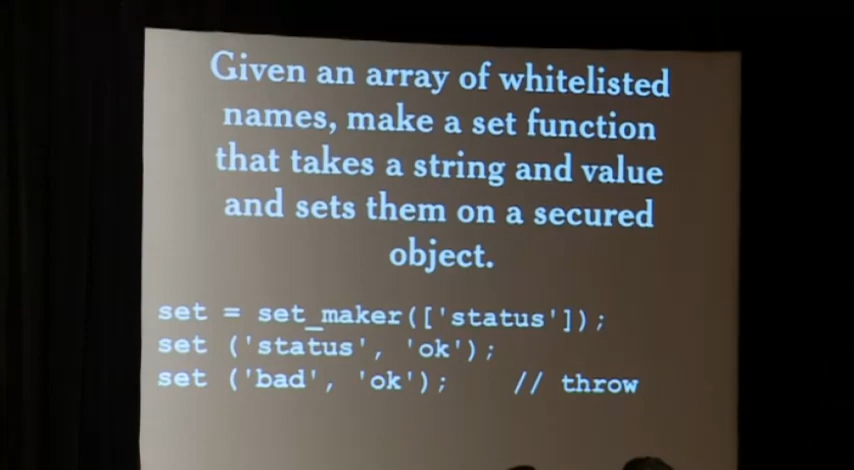 Given an array of whitelisted
names, make a set function
that takes a string and value
and sets them on a secured
object.
set = set_maker(['status']);
set ('status', 'ok');
set ('bad', 'ok');    // throw